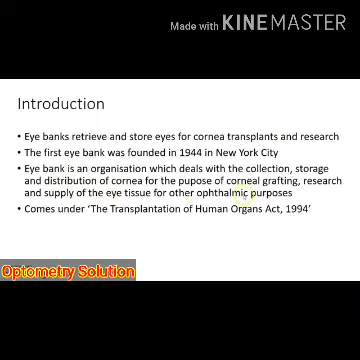 Made with KINEMASTER
Introduction
• Eye banks retrieve and store eyes for cornea transplants and research
• The first eye bank was founded in 1944 in New York City
• Eye bank is an organisation which deals with the collection, storage
and distribution of cornea for the pupose of corneal grafting, research
and supply of the eye tissue for other ophthalmic purposes
• Comes under ‘The Transplantation of Human Organs Act, 1994’
Optometry Solution